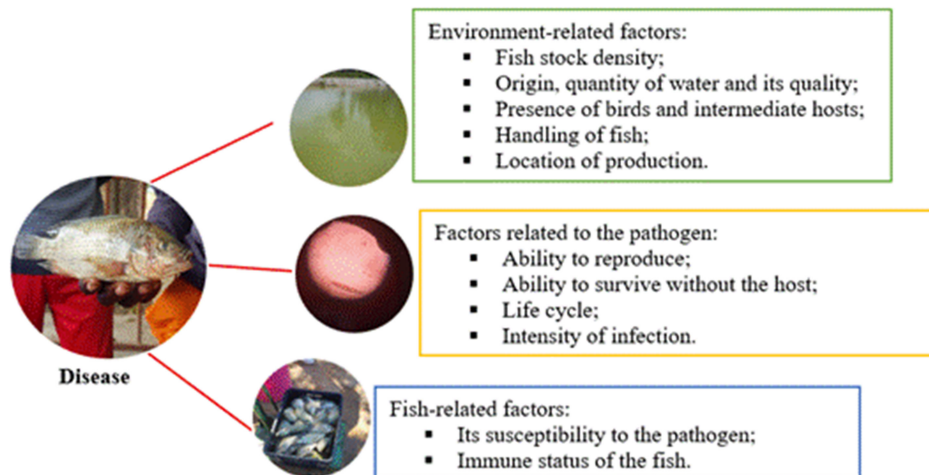 Environment-related factors:
▪ Fish stock density;
▪ Origin, quantity of water and its quality;
▪ Presence of birds and intermediate hosts;
▪ Handling of fish;
▪ Location of production.
Factors related to the pathogen:
▪ Ability to reproduce;
▪ Ability to survive without the host;
▪ Life cycle;
▪ Intensity of infection.
Disease
Fish-related factors:
▪ Its susceptibility to the pathogen;
▪ Immune status of the fish.